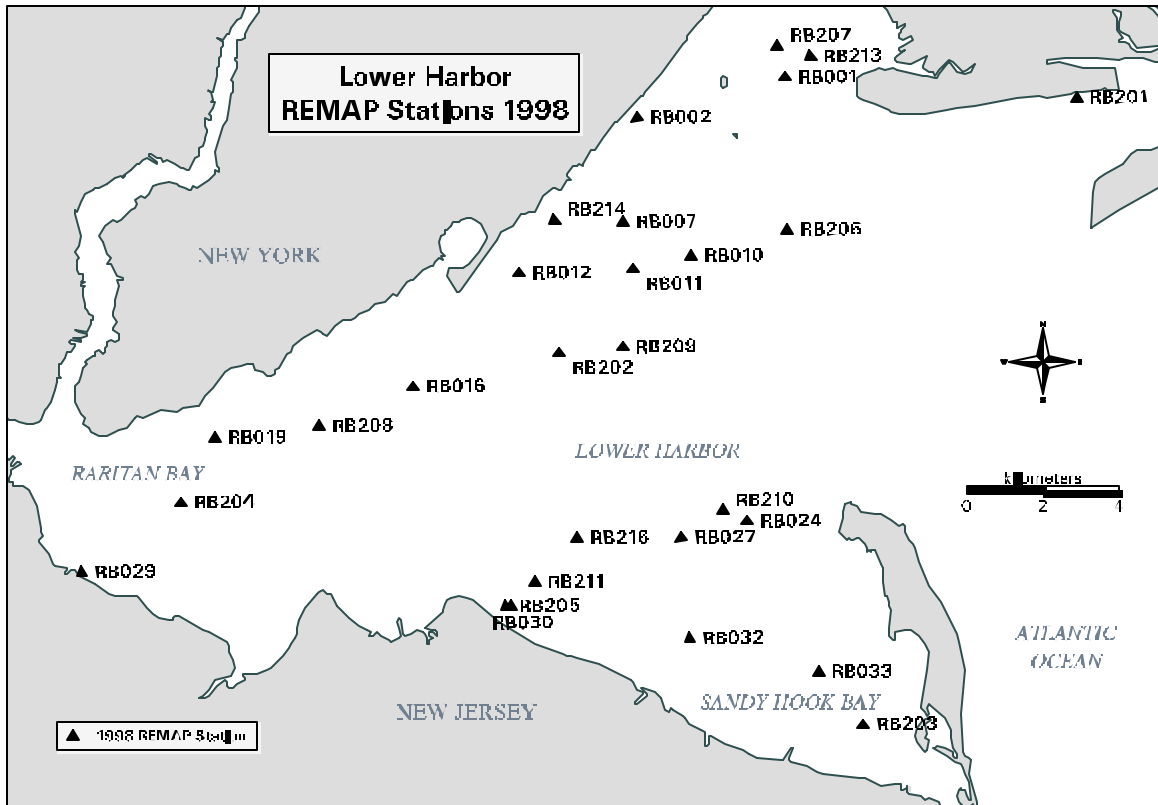 Lower Harbor
REMAP Stations 1998
RB207
RB213
RB001
RB201
RB002
RB214
RB007
RB206
NEW YORK
RB010
RB012
RB011
N
RB209
RB202
W
E
RB016
S
RB208
RB019
LOWER HARBOR
RARITAN BAY
kilometers
0 2 4
RB204
RB210
RB024
RB216
RB027
RB029
RB211
RB205
RB030
RB032
ATLANTIC
OCEAN
RB033
SANDY HOOK BAY
NEW JERSEY
RB203
1998 REMAP Station